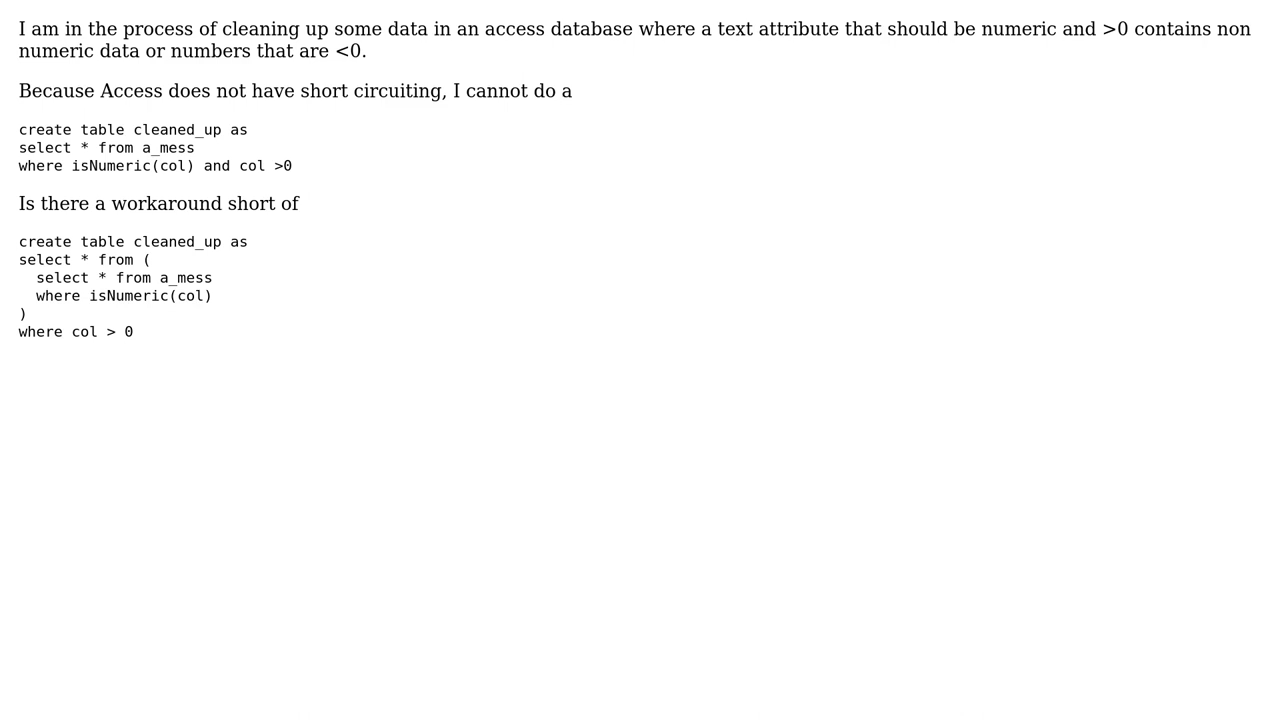 I am in the process of cleaning up some data in an access database where a text attribute that should be numeric and >0 contains non
numeric data or numbers that are <0.
Because Access does not have short circuiting, I cannot do a
create table cleaned_up as
select * from a_mess
where isNumeric(col) and col >0
Is there a workaround short of
create table cleaned_up as
select * from (
  select * from a_mess
  where isNumeric(col)
)
where col > 0